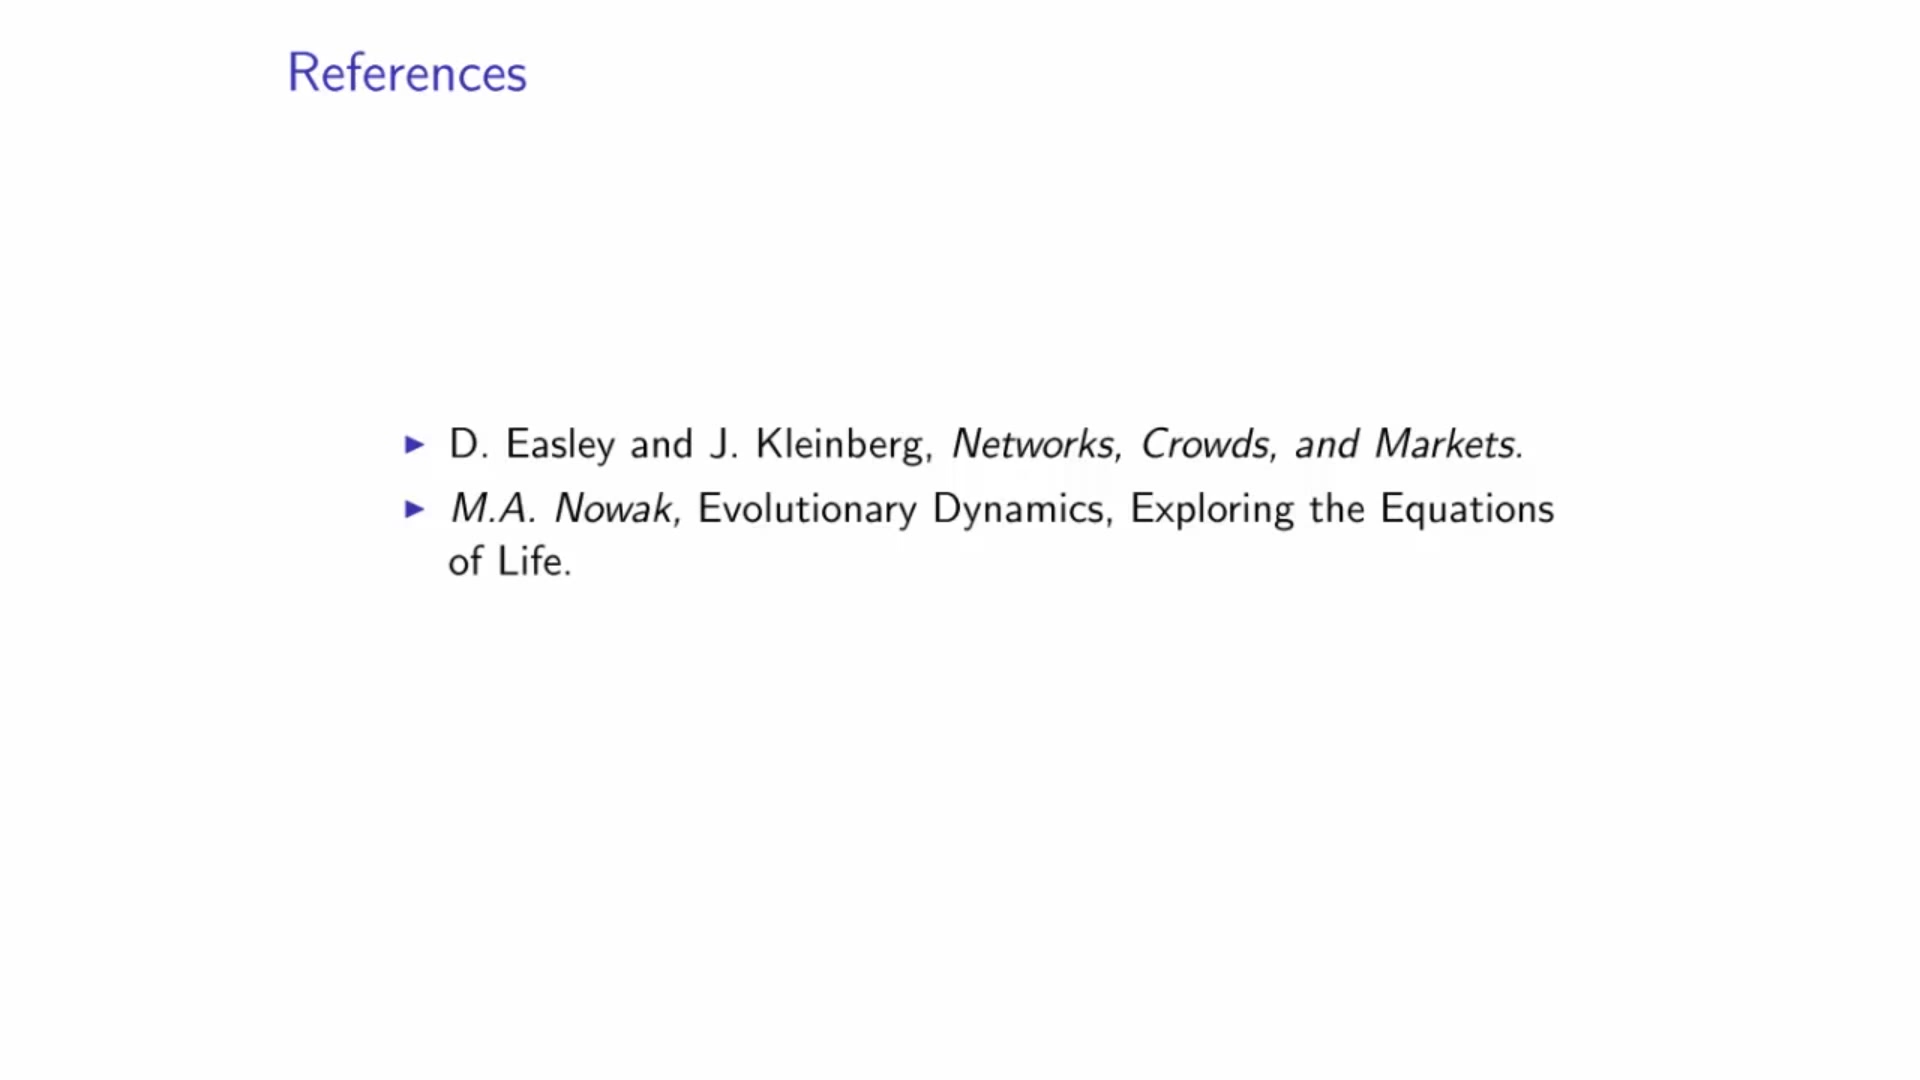 References
▶ D. Easley and J. Kleinberg, Networks, Crowds, and Markets.
▶ M.A. Nowak, Evolutionary Dynamics, Exploring the Equations
of Life.